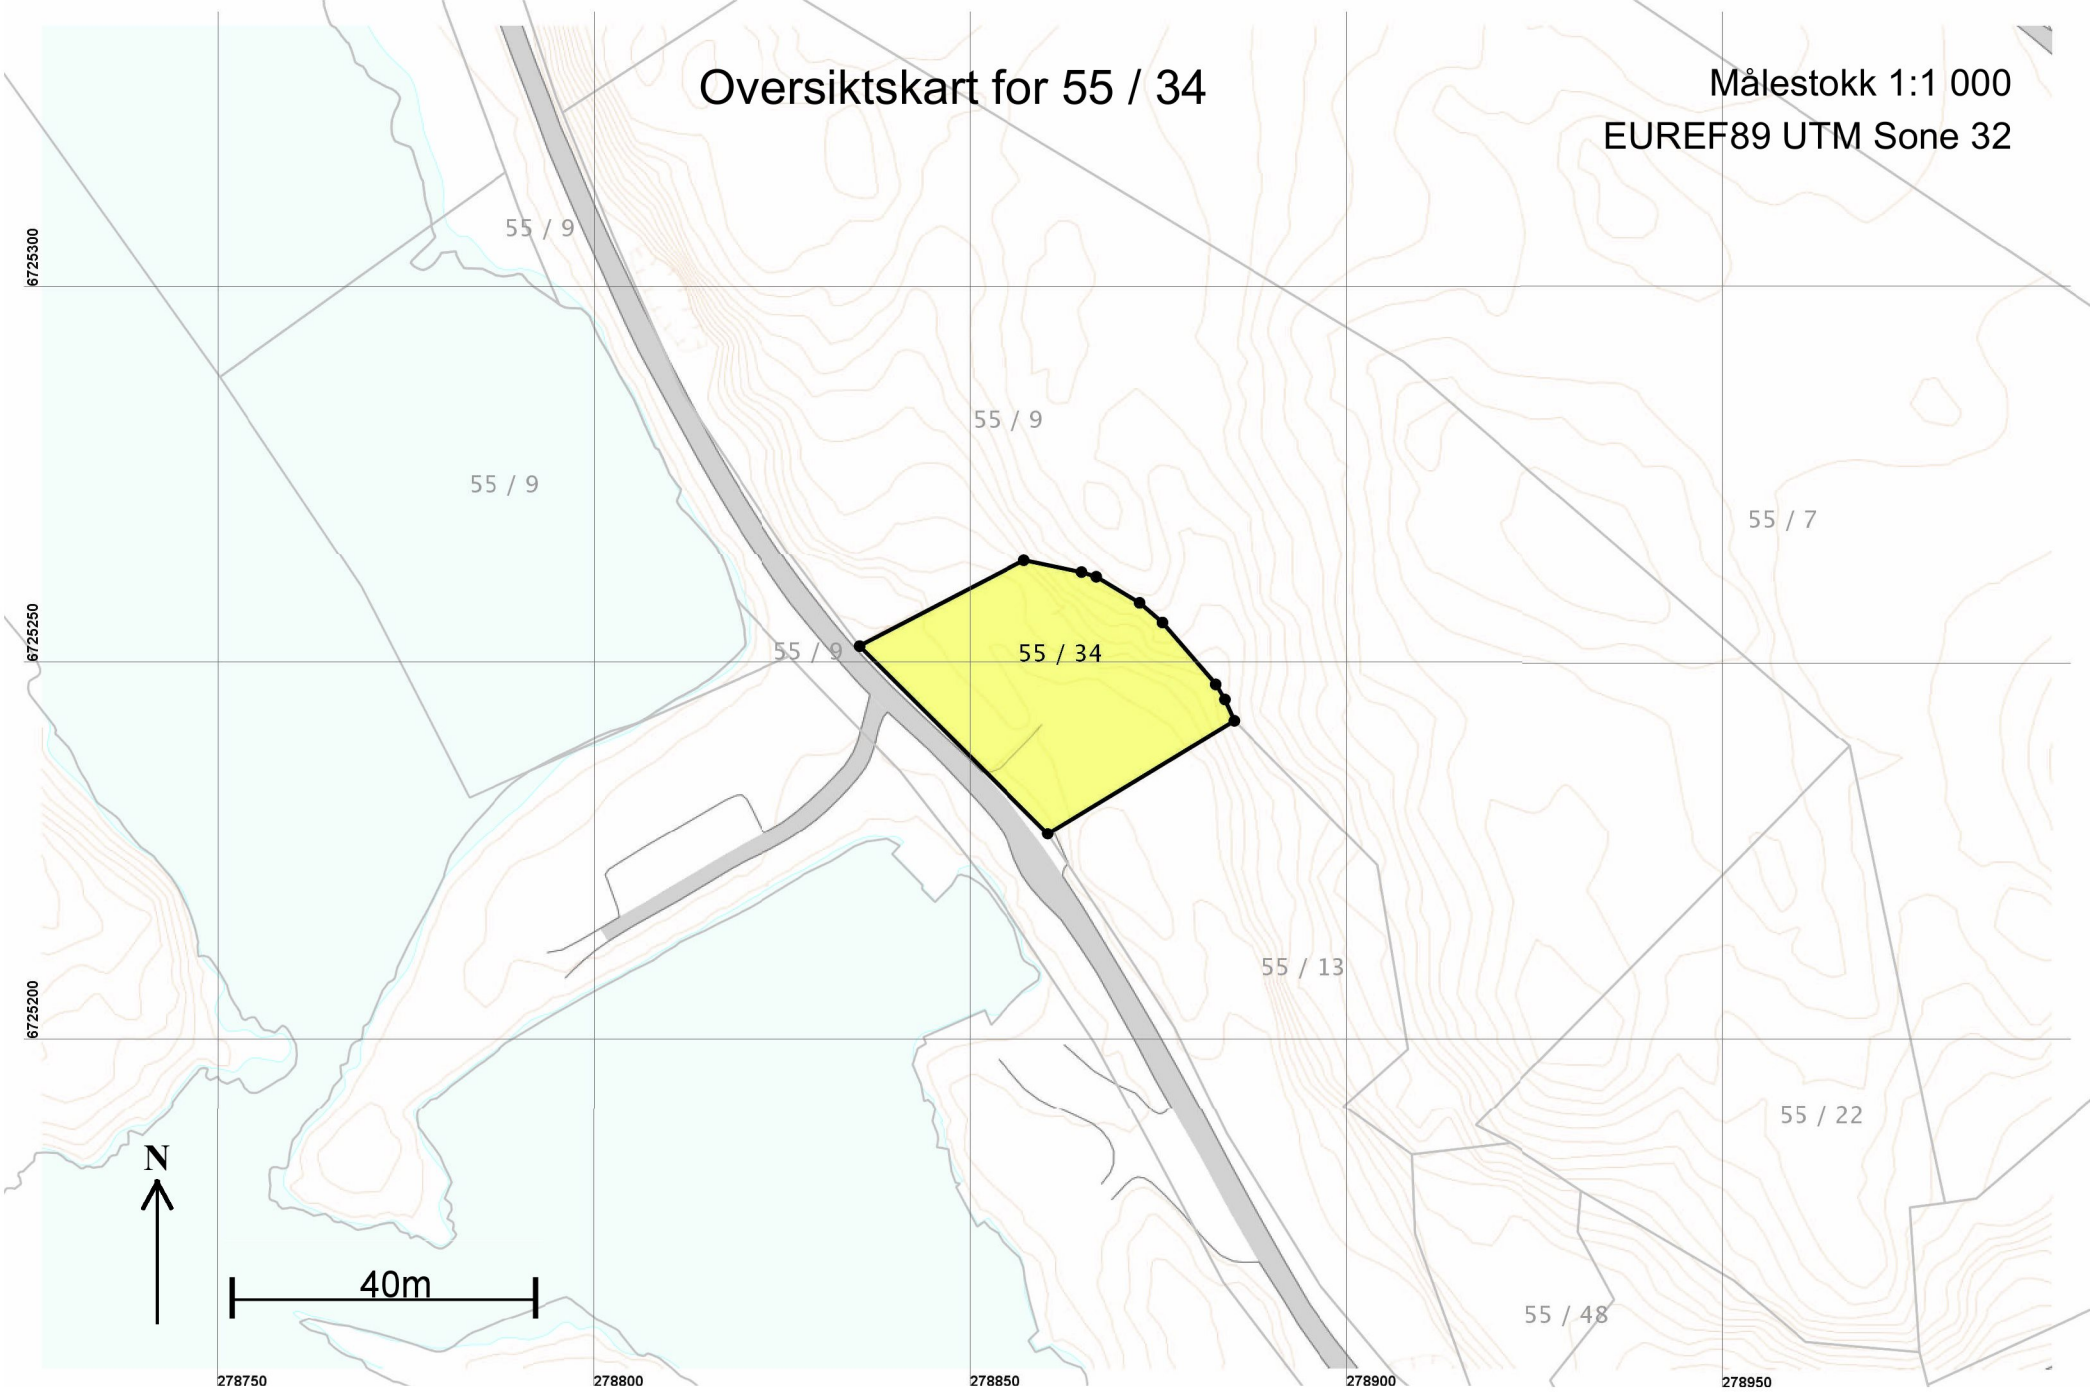 Oversiktskart for 55 / 34
Målestokk 1:1 000
EUREF89 UTM Sone 32
55 / 9
6725300
55 / 9
55 / 9
55 / 7
6725250
55 / 9
55 / 34
55 / 13
6725200
55 / 22
N
40m
55 / 48
278750
278800
278850
278900
278950